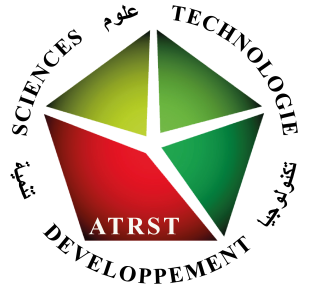 SCIENCES
علوم
TECHNOLOGIE
تكنولوجيا
DEVELOPPEMENT
تنمية
ATRST